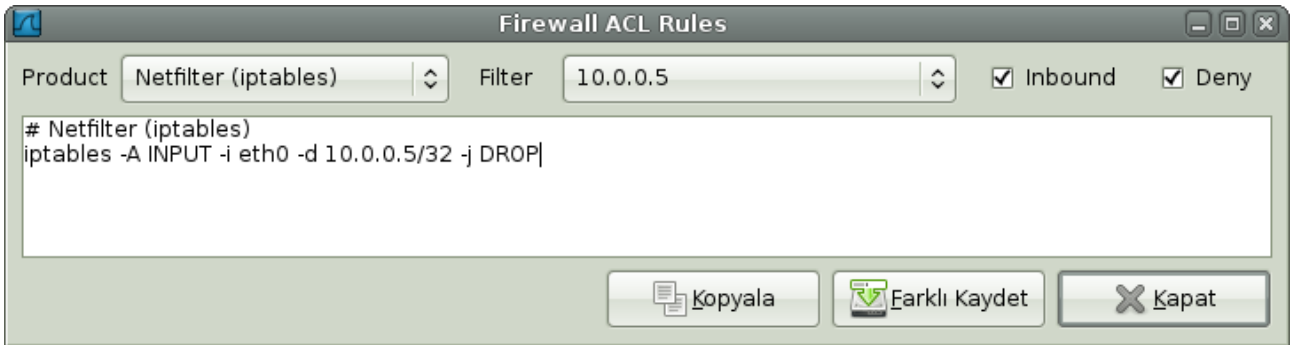 Firewall ACL Rules
Product Netfilter (iptables) Filter 10.0.0.5 Inbound Deny
# Netfilter (iptables)
iptables -A INPUT -i eth0 -d 10.0.0.5/32 -j DROP
Kopyala Farklı Kaydet Kapat